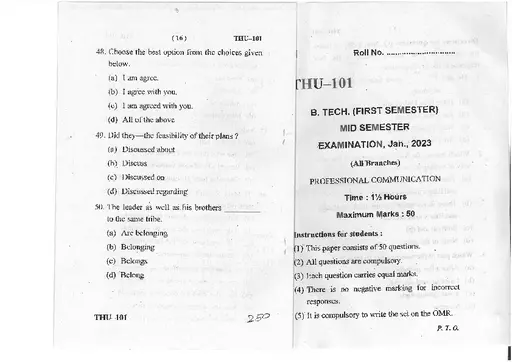 ( 16 ) THU–101
48. Choose the best option from the choices given
below.
(a) I am agree.
(b) I agree with you.
(c) I am agreed with you.
(d) All of the above
49. Did they—the feasibility of their plans ?
(a) Discussed about
(b) Discuss
(c) Discussed on
(d) Discussed regarding
50. The leader as well as his brothers ________
to the same tribe.
(a) Are belonging
(b) Belonging
(c) Belongs
(d) Belong
THU–101 250
Roll No. ..............................
THU–101
B. TECH. (FIRST SEMESTER)
MID SEMESTER
EXAMINATION, Jan., 2023
(All Branches)
PROFESSIONAL COMMUNICATION
Time : 1½ Hours
Maximum Marks : 50
Instructions for students :
(1) This paper consists of 50 questions.
(2) All questions are compulsory.
(3) Each question carries equal marks.
(4) There is no negative marking for incorrect
responses.
(5) It is compulsory to write the set on the OMR.
P. T. O.